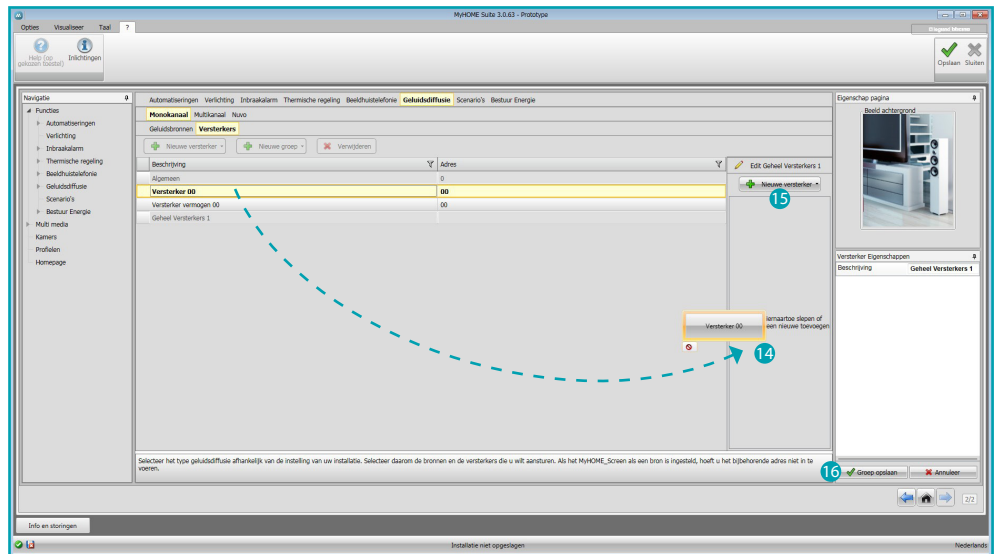 MyHOME Suite 3.0.63 - Prototype
Opties Visualiseer Taal ?
Help (op gekozen toestel)
Inlichtingen
Opslaan Sluiten
Navigatie
Functies
Automatiseringen
Verlichting
Inbraakalarm
Thermische regeling
Beeldhuistelefonie
Geluidsdiffusie
Scenario's
Bestuur Energie
Multi media
Kamers
Profielen
Homepage
Automatiseringen Verlichting Inbraakalarm Thermische regeling Beeldhuistelefonie Geluidsdiffusie Scenario's Bestuur Energie
Monokanaal Multikanaal Nuvo
Geluidsbronnen Versterkers
Nieuwe versterker Nieuwe groep Verwijderen
Beschrijving Adres
Algemeen 0
Versterker 00 00
Versterker vermogen 00 00
Geheel Versterkers 1
Edit Geheel Versterkers 1
Nieuwe versterker
15
Versterker 00
iernaartoe slepen of
een nieuwe toevoegen
14
Eigenschap pagina
Beeld achtergrond
Versterker Eigenschappen
Beschrijving Geheel Versterkers 1
Selecteer het type geluidsdiffusie afhankelijk van de instelling van uw installatie. Selecteer daarom de bronnen en de versterkers die u wilt aansturen. Als het MyHOME_Screen als een bron is ingesteld, hoeft u het bijbehorende adres niet in te
voeren.
16 Groep opslaan Annuleer
2/2
Info en storingen
Installatie niet opgeslagen
Nederlands